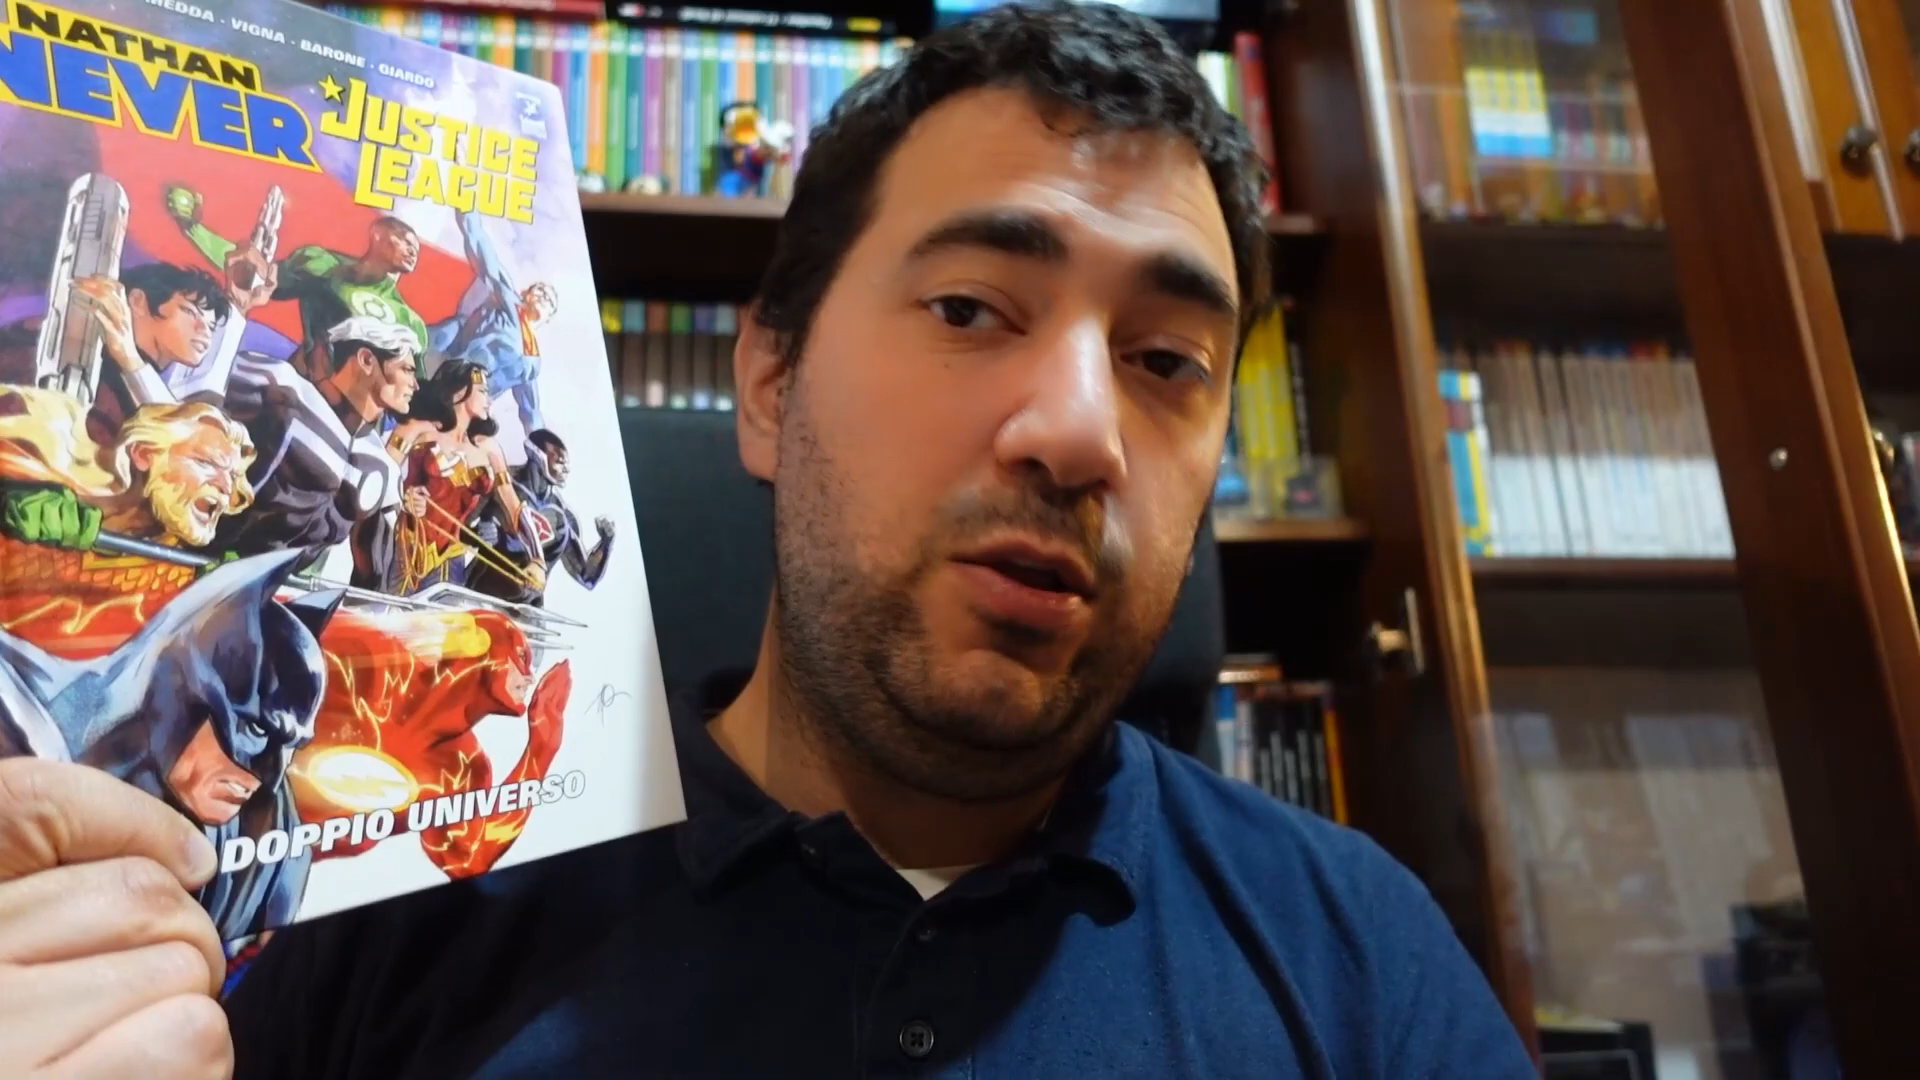 MEDDA · VIGNA · BARONE · GIARDO
NATHAN
NEVER
JUSTICE
LEAGUE
DOPPIO UNIVERSO